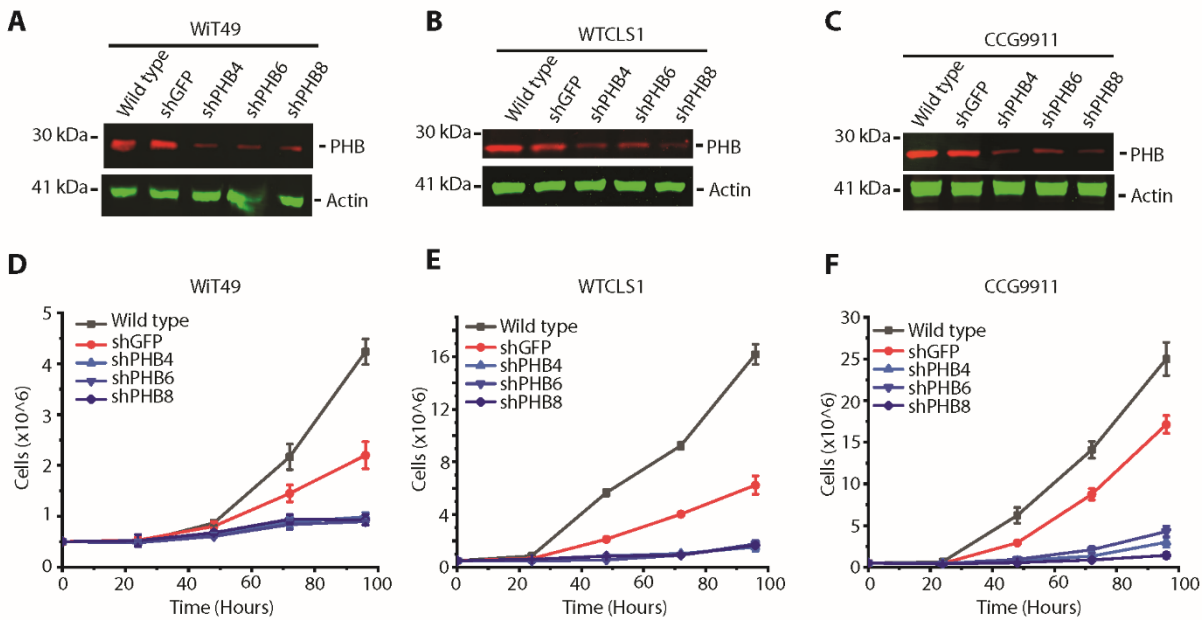 A
WiT49
Wild type
shGFP
shPHB4
shPHB6
shPHB8
30 kDa
PHB
41 kDa
Actin
B
WTCLS1
Wild type
shGFP
shPHB4
shPHB6
shPHB8
30 kDa
PHB
41 kDa
Actin
C
CCG9911
Wild type
shGFP
shPHB4
shPHB6
shPHB8
30 kDa
PHB
41 kDa
Actin
D
WiT49
Wild type
shGFP
shPHB4
shPHB6
shPHB8
5
4
3
2
1
0
Cells (x10^6)
0 20 40 60 80 100
Time (Hours)
E
WTCLS1
Wild type
shGFP
shPHB4
shPHB6
shPHB8
16
12
8
4
0
Cells (x10^6)
0 20 40 60 80 100
Time (Hours)
F
CCG9911
Wild type
shGFP
shPHB4
shPHB6
shPHB8
30
25
20
15
10
5
0
Cells (x10^6)
0 20 40 60 80 100
Time (Hours)